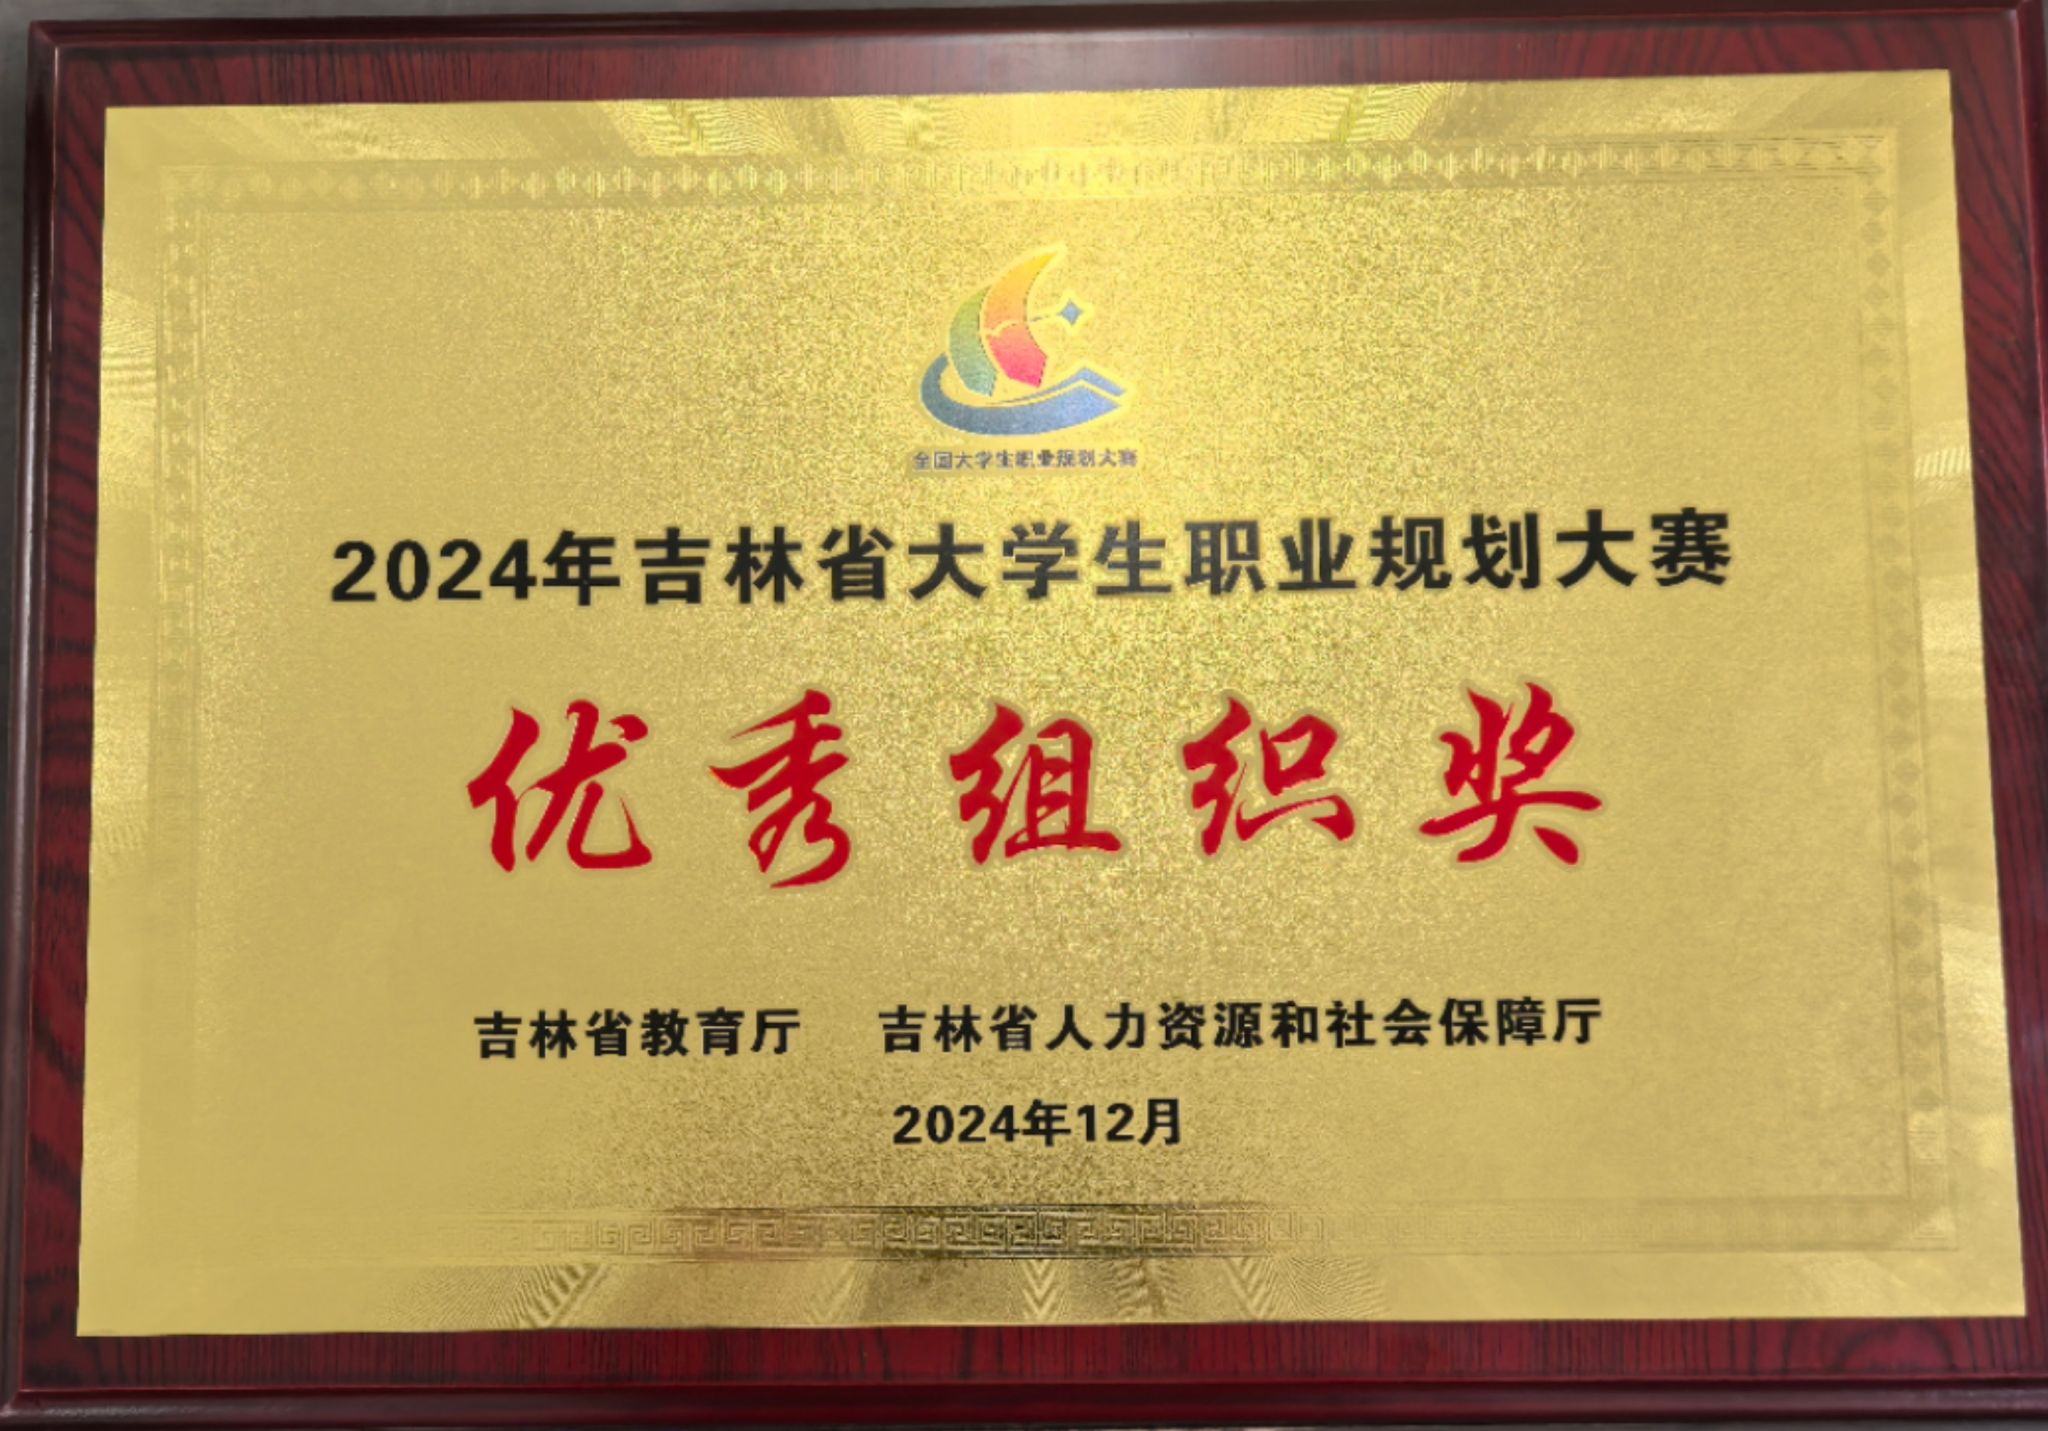 全国大学生职业规划大赛
2024年吉林省大学生职业规划大赛
优秀组织奖
吉林省教育厅 吉林省人力资源和社会保障厅
2024年12月